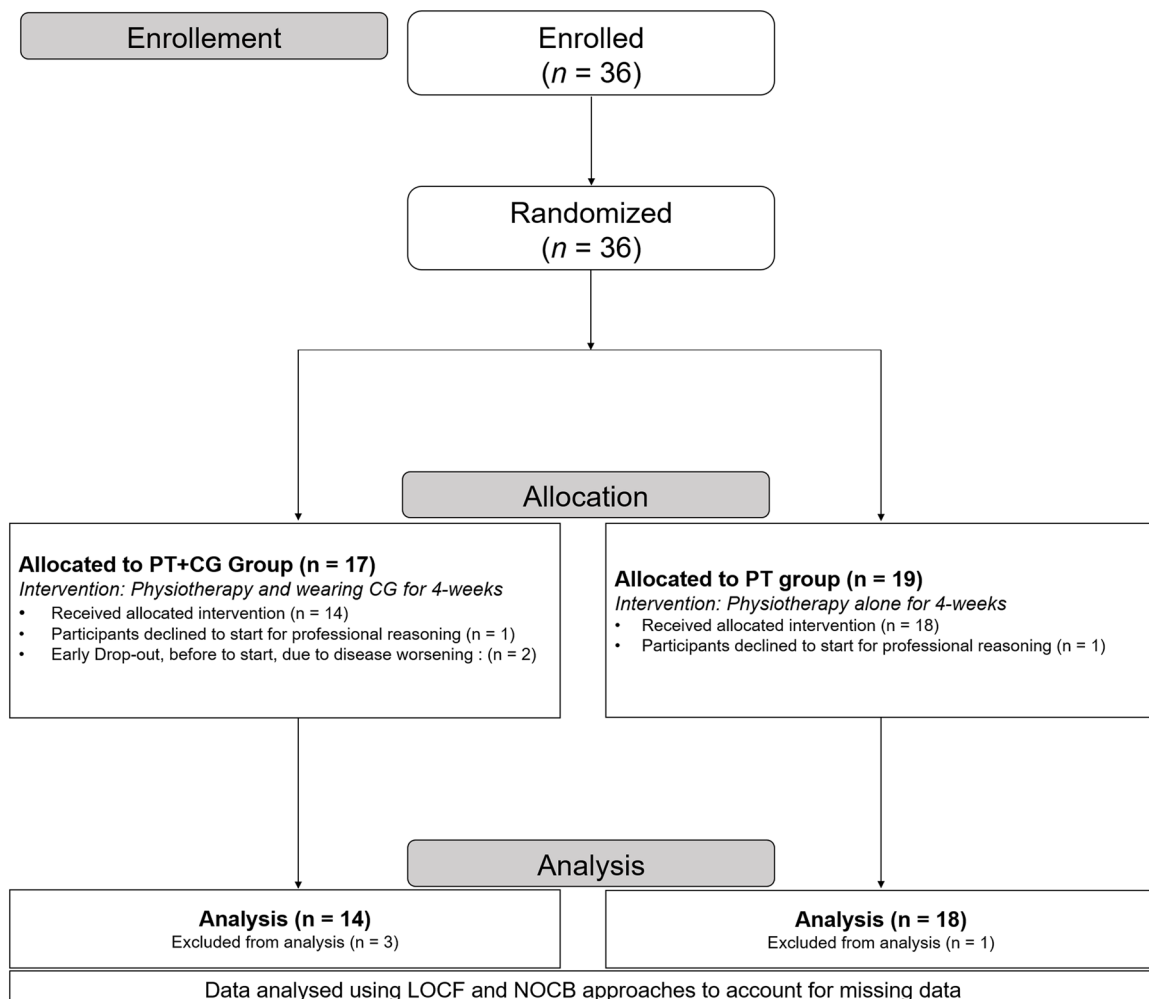 Enrollement
Enrolled
(n = 36)
Randomized
(n = 36)
Allocation
Allocated to PT+CG Group (n = 17)
Intervention: Physiotherapy and wearing CG for 4-weeks
• Received allocated intervention (n = 14)
• Participants declined to start for professional reasoning (n = 1)
• Early Drop-out, before to start, due to disease worsening : (n = 2)
Allocated to PT group (n = 19)
Intervention: Physiotherapy alone for 4-weeks
• Received allocated intervention (n = 18)
• Participants declined to start for professional reasoning (n = 1)
Analysis
Analysis (n = 14)
Excluded from analysis (n = 3)
Analysis (n = 18)
Excluded from analysis (n = 1)
Data analysed using LOCF and NOCB approaches to account for missing data